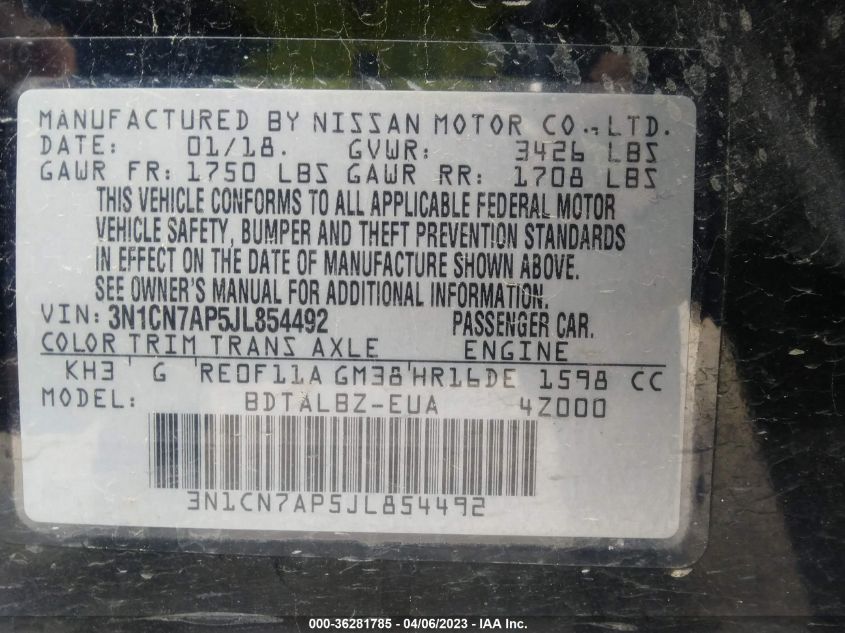 MANUFACTURED BY NISSAN MOTOR CO., LTD.
DATE: 01/18. GVWR: 3426 LBS
GAWR FR: 1750 LBS GAWR RR: 1708 LBS
THIS VEHICLE CONFORMS TO ALL APPLICABLE FEDERAL MOTOR
VEHICLE SAFETY, BUMPER AND THEFT PREVENTION STANDARDS
IN EFFECT ON THE DATE OF MANUFACTURE SHOWN ABOVE.
SEE OWNER'S MANUAL FOR ADDITIONAL INFORMATION.
VIN: 3N1CN7AP5JL854492 PASSENGER CAR.
COLOR TRIM TRANS AXLE ENGINE
KH3 G RE0F11A GM38 HR16DE 1598 CC
MODEL: BDTALBZ-EUA 4Z000
3N1CN7AP5JL854492
000-36281785 - 04/06/2023 - IAA Inc.